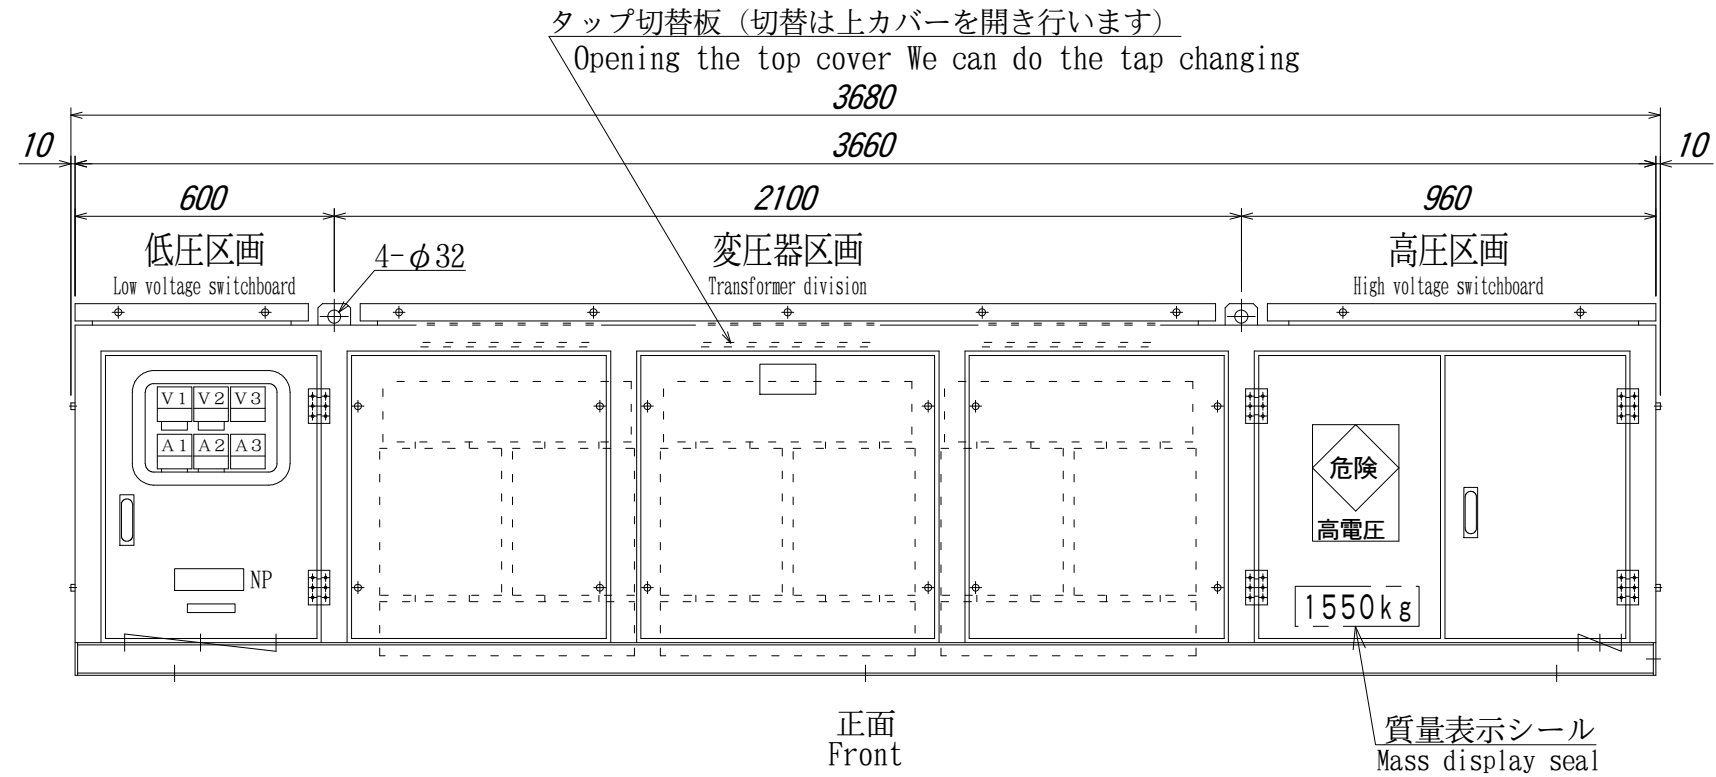 タップ切替板（切替は上カバーを開き行います）
Opening the top cover We can do the tap changing
3680
10
3660
10
600
2100
960
低圧区画
Low voltage switchboard
4-φ32
変圧器区画
Transformer division
高圧区画
High voltage switchboard
V1 V2 V3
A1 A2 A3
危険
高電圧
NP
1550kg
正面
Front
質量表示シール
Mass display seal